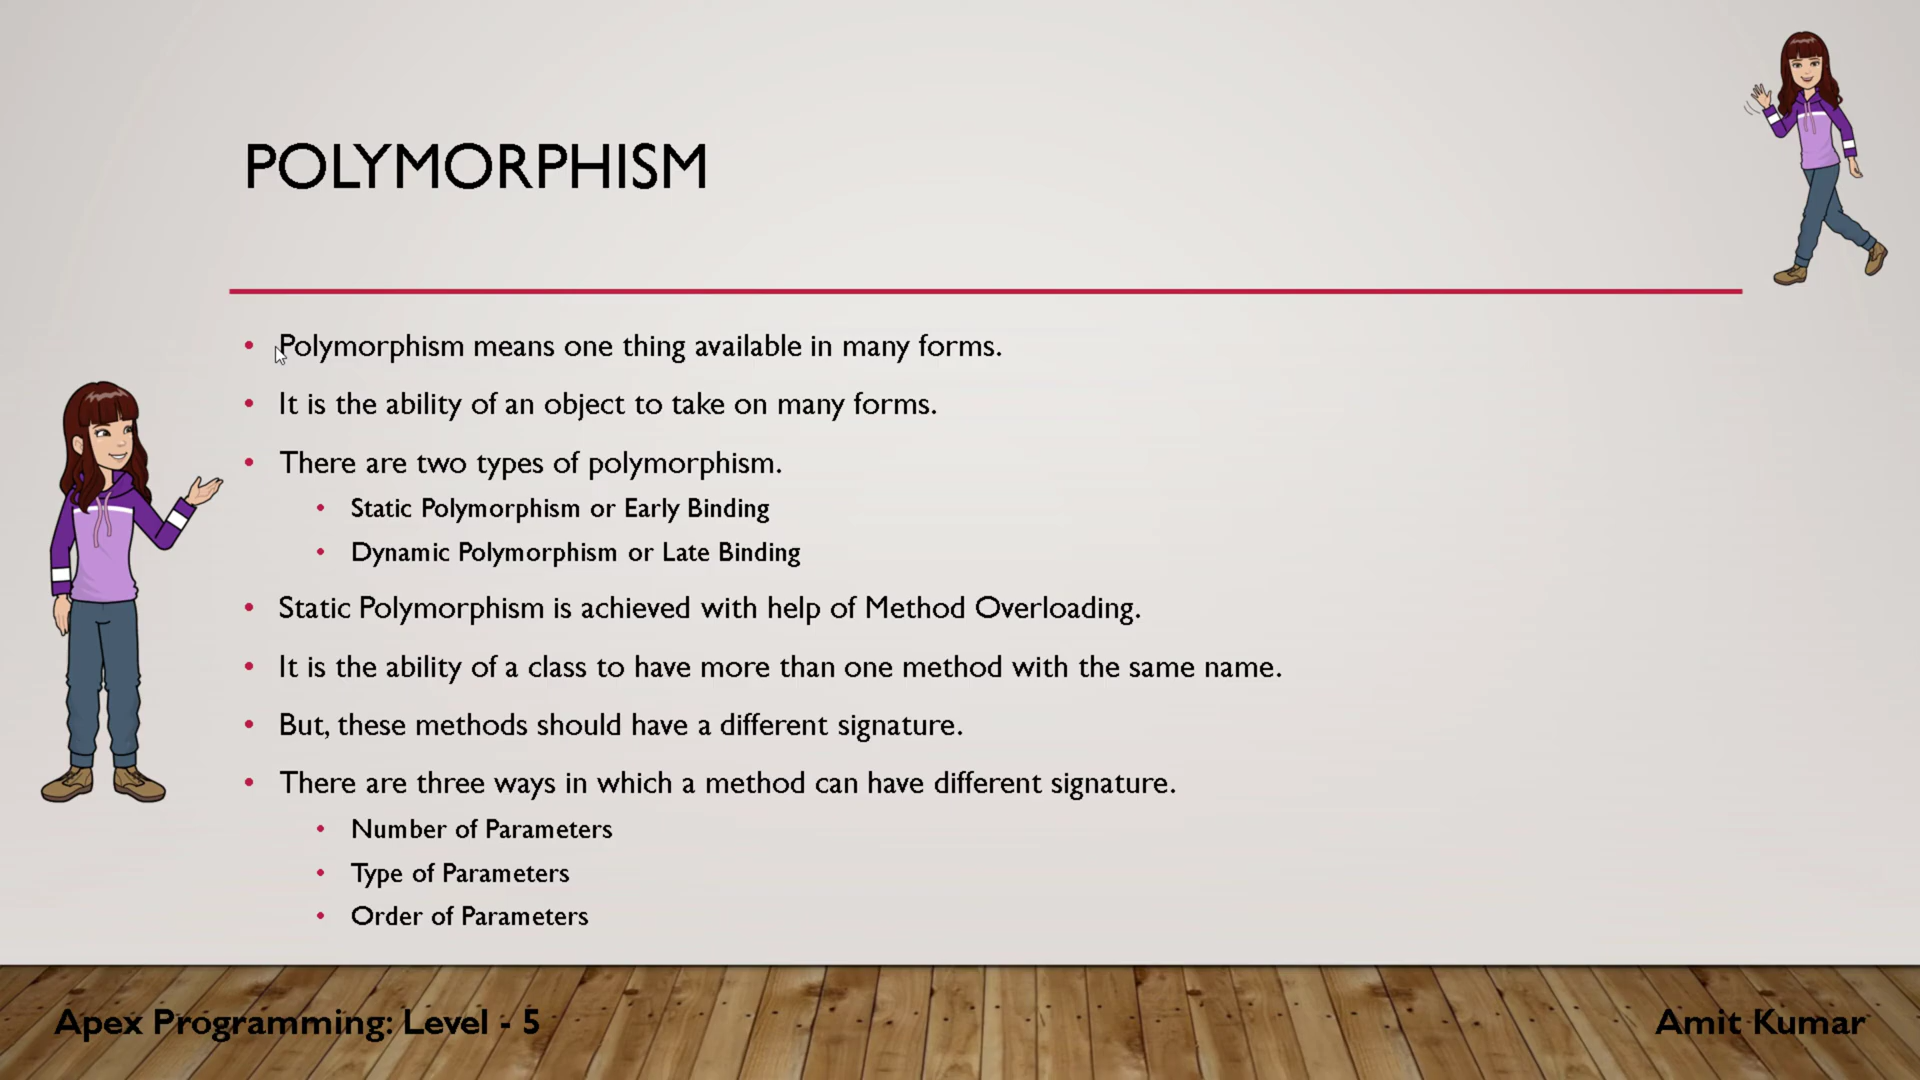 POLYMORPHISM
• Polymorphism means one thing available in many forms.
• It is the ability of an object to take on many forms.
• There are two types of polymorphism.
• Static Polymorphism or Early Binding
• Dynamic Polymorphism or Late Binding
• Static Polymorphism is achieved with help of Method Overloading.
• It is the ability of a class to have more than one method with the same name.
• But, these methods should have a different signature.
• There are three ways in which a method can have different signature.
• Number of Parameters
• Type of Parameters
• Order of Parameters
Apex Programming: Level - 5
Amit Kumar